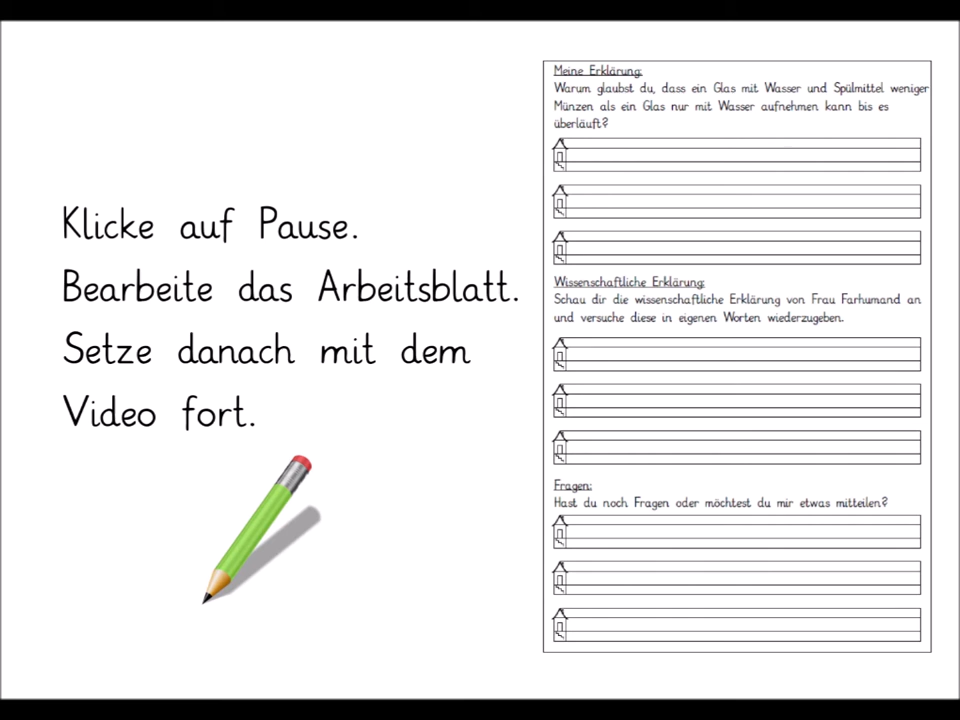 Klicke auf Pause.
Bearbeite das Arbeitsblatt.
Setze danach mit dem
Video fort.
Meine Erklärung:
Warum glaubst du, dass ein Glas mit Wasser und Spülmittel weniger
Münzen als ein Glas nur mit Wasser aufnehmen kann bis es
überläuft?
Wissenschaftliche Erklärung:
Schau dir die wissenschaftliche Erklärung von Frau Farhumand an
und versuche diese in eigenen Worten wiederzugeben.
Fragen:
Hast du noch Fragen oder möchtest du mir etwas mitteilen?